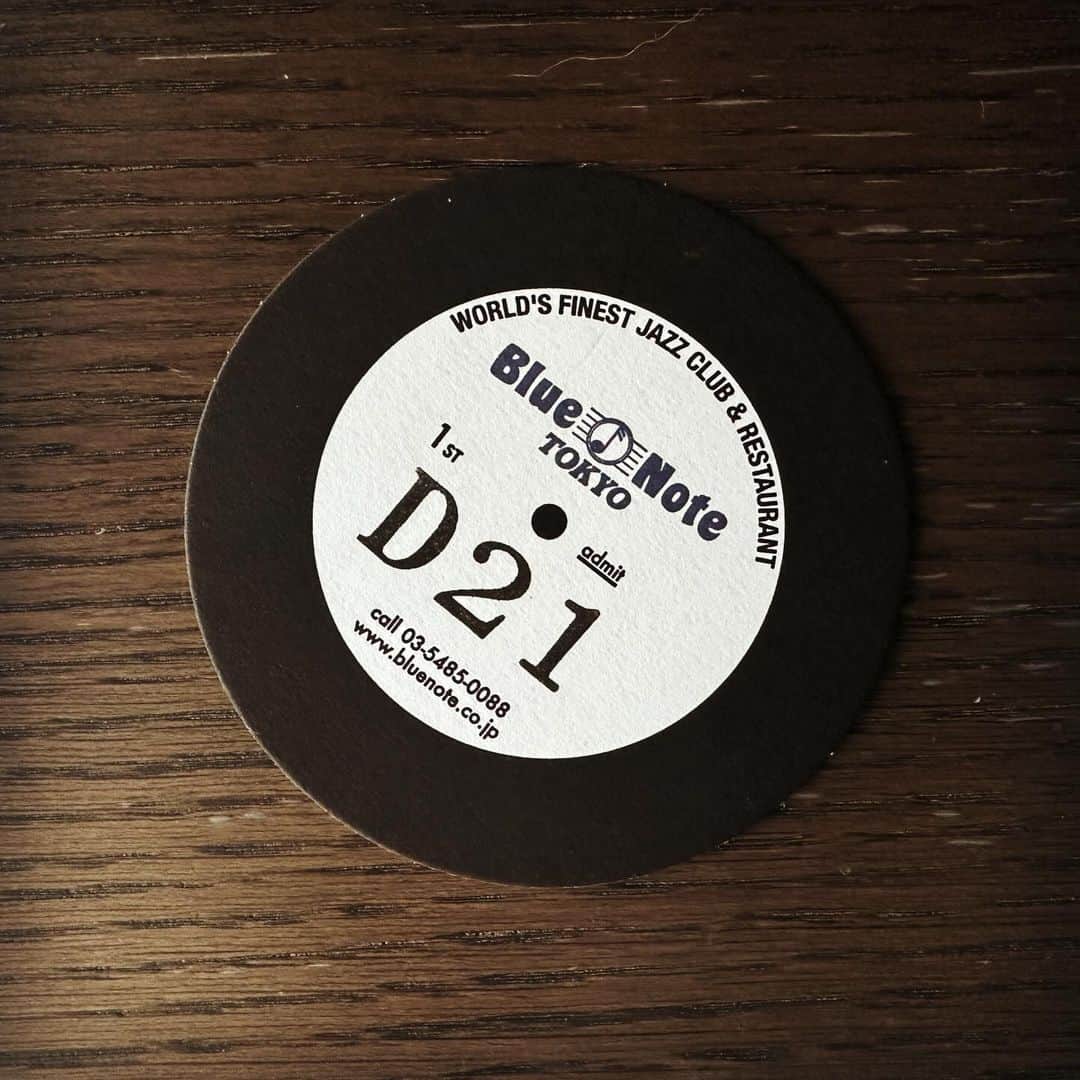 WORLD'S FINEST JAZZ CLUB & RESTAURANT
Blue Note
TOKYO
1ST
admit
D21
call 03-5485-0088
www.bluenote.co.jp